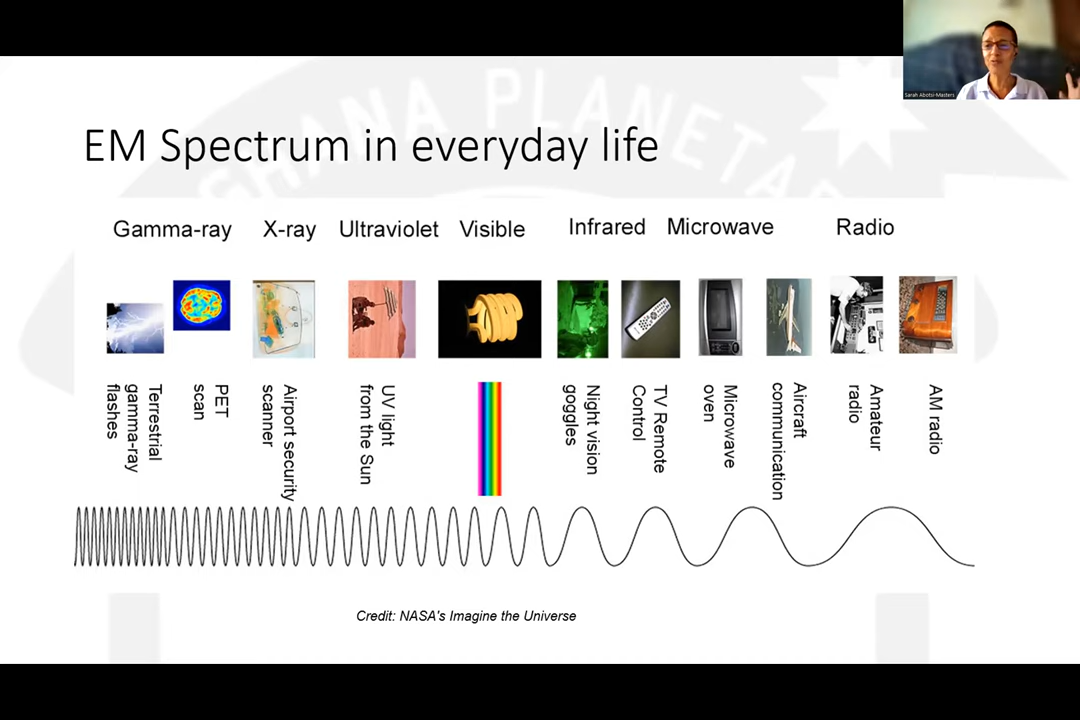 Sarah Abotsi-Masters
GHANA PLANETAR
EM Spectrum in everyday life
Gamma-ray
X-ray
Ultraviolet
Visible
Infrared
Microwave
Radio
Terrestrial
gamma-ray
flashes
PET
scan
Airport security
scanner
UV light
from the Sun
Night vision
goggles
TV Remote
Control
Microwave
oven
Aircraft
communication
Amateur
radio
AM radio
Credit: NASA's Imagine the Universe